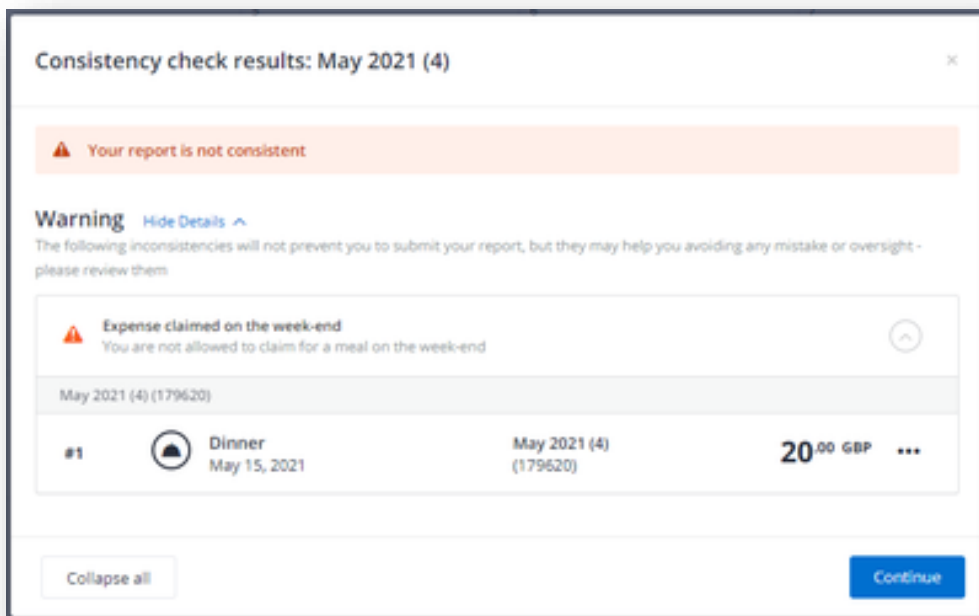 Consistency check results: May 2021 (4)
×
Your report is not consistent
Warning Hide Details
The following inconsistencies will not prevent you to submit your report, but they may help you avoiding any mistake or oversight -
please review them
Expense claimed on the week-end
You are not allowed to claim for a meal on the week-end
May 2021 (4) (179620)
#1 Dinner May 2021 (4) 20.00 GBP •••
May 15, 2021 (179620)
Collapse all Continue